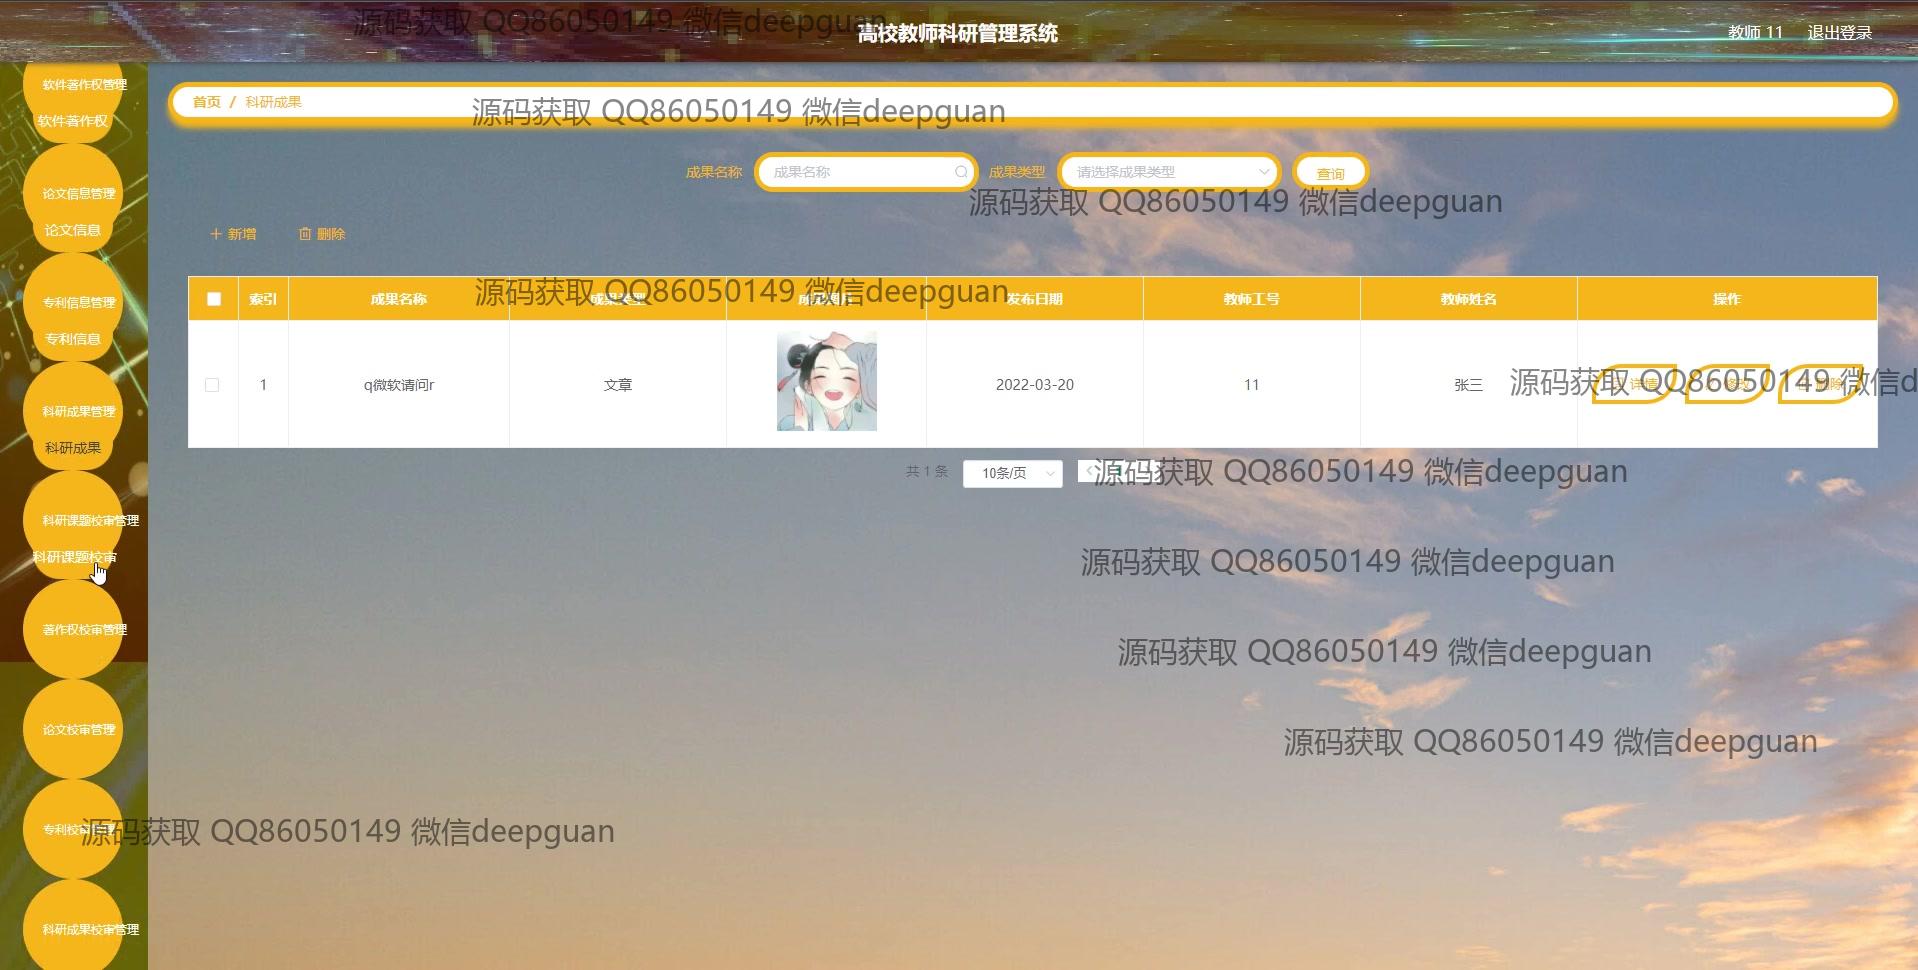 源码获取 QQ86050149 微信deepguan
高校教师科研管理系统
教师 11 退出登录
软件著作权管理
软件著作权
论文信息管理
论文信息
专利信息管理
专利信息
科研成果管理
科研成果
科研课题校审管理
科研课题校审
著作权校审管理
论文校审管理
科研成果校审管理
首页 / 科研成果
源码获取 QQ86050149 微信deepguan
成果名称 成果名称 成果类型 请选择成果类型 查询
源码获取 QQ86050149 微信deepguan
新增 删除
源码获取 QQ86050149 微信deepguan
索引 成果名称 发布日期 教师工号 教师姓名 操作
1 q微软请问r 文章 2022-03-20 11 张三
源码获取 QQ86050149 微信d
共 1 条 10条/页
源码获取 QQ86050149 微信deepguan
源码获取 QQ86050149 微信deepguan
源码获取 QQ86050149 微信deepguan
源码获取 QQ86050149 微信deepguan
源码获取 QQ86050149 微信deepguan